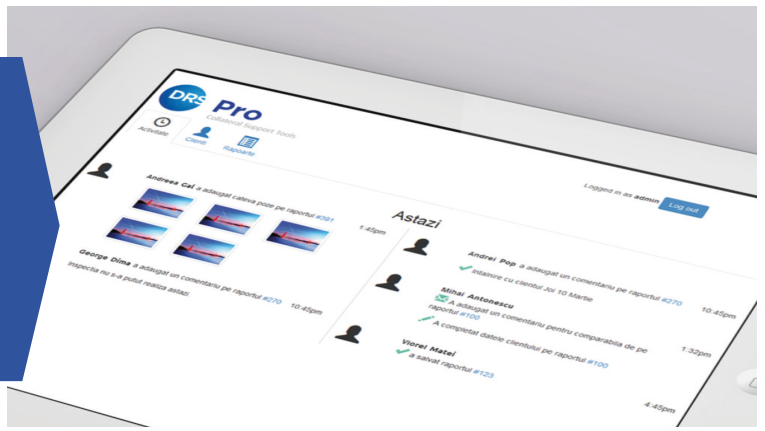 DRS Pro
Collateral Support Tools
Activitate
Clienti
Rapoarte
Logged in as admin Log out
Andreea Gal a adaugat cateva poze pe raportul #391
1:45pm
George Dima a adaugat un comentariu pe raportul #270
10:45pm
Inspectia nu s-a putut realiza astazi
Astazi
Andrei Pop a adaugat un comentariu pe raportul #270
10:45pm
Intalnire cu clientul Joi 10 Martie
Mihai Antonescu
A adaugat un comentariu pentru comparabila de pe
raportul #100
1:32pm
A completat datele clientului pe raportul #100
Viorel Matei
a salvat raportul #123
4:45pm